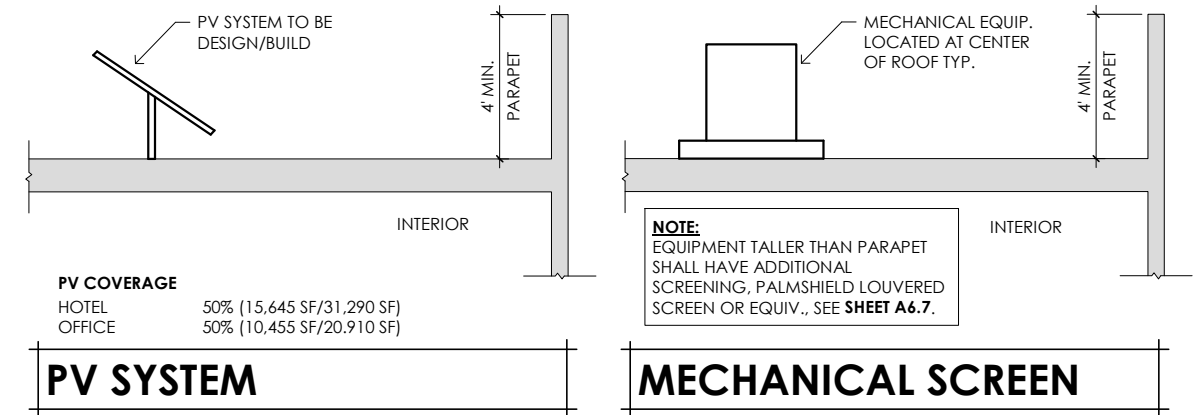 PV SYSTEM TO BE
DESIGN/BUILD
4' MIN.
PARAPET
INTERIOR
PV COVERAGE
HOTEL 50% (15,645 SF/31,290 SF)
OFFICE 50% (10,455 SF/20.910 SF)
PV SYSTEM
MECHANICAL EQUIP.
LOCATED AT CENTER
OF ROOF TYP.
4' MIN.
PARAPET
INTERIOR
NOTE:
EQUIPMENT TALLER THAN PARAPET
SHALL HAVE ADDITIONAL
SCREENING, PALMSHIELD LOUVERED
SCREEN OR EQUIV., SEE SHEET A6.7.
MECHANICAL SCREEN